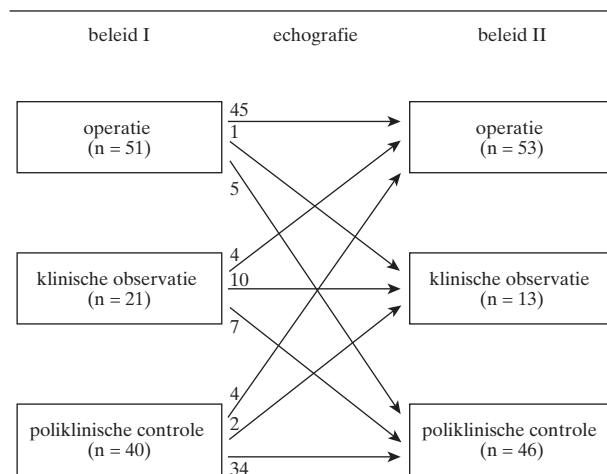 beleid I echografie beleid II
45
operatie
(n = 51)
1
5
operatie
(n = 53)
4
klinische observatie
(n = 21)
10
7
klinische observatie
(n = 13)
4
poliklinische controle
(n = 40)
2
34
poliklinische controle
(n = 46)